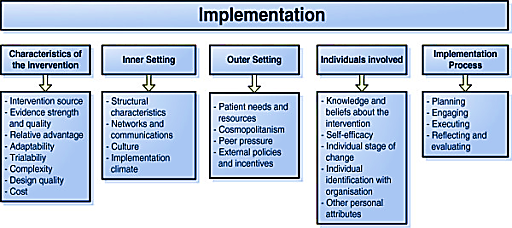 Implementation
Characteristics of
the Invervention
Inner Setting
Outer Setting
Individuals involved
Implementation
Process
- Intervention source
- Evidence strength
and quality
- Relative advantage
- Adaptability
- Trialability
- Complexity
- Design quality
- Cost
- Structural
characteristics
- Networks and
communications
- Culture
- Implementation
climate
- Patient needs and
resources
- Cosmopolitanism
- Peer pressure
- External policies
and incentives
- Knowledge and
beliefs about the
intervention
- Self-efficacy
- Individual stage of
change
- Individual
identification with
organisation
- Other personal
attributes
- Planning
- Engaging
- Executing
- Reflecting and
evaluating